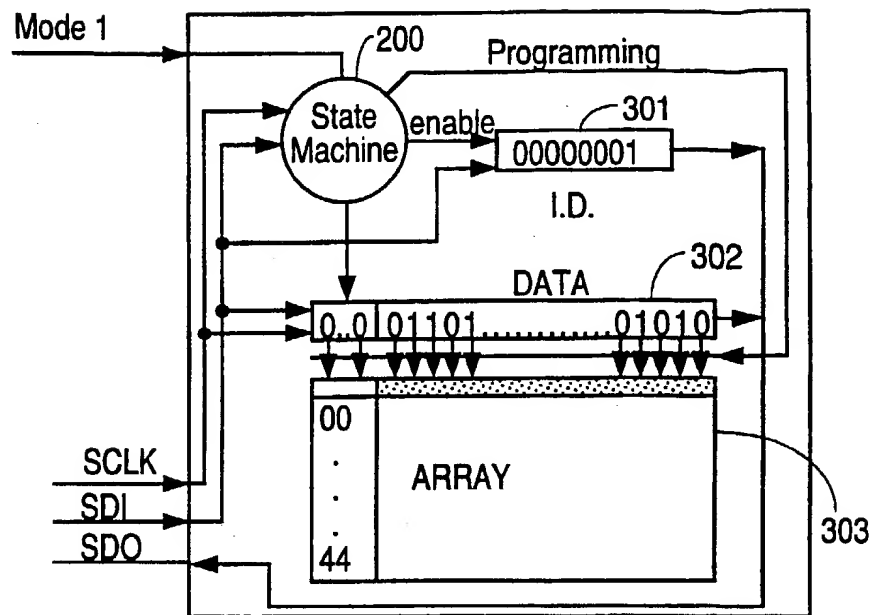 Mode 1
200
Programming
State
Machine
enable
301
00000001
I.D.
DATA
302
0..0 01101..............01010
00
.
.
.
44
ARRAY
SCLK
SDI
SDO
303